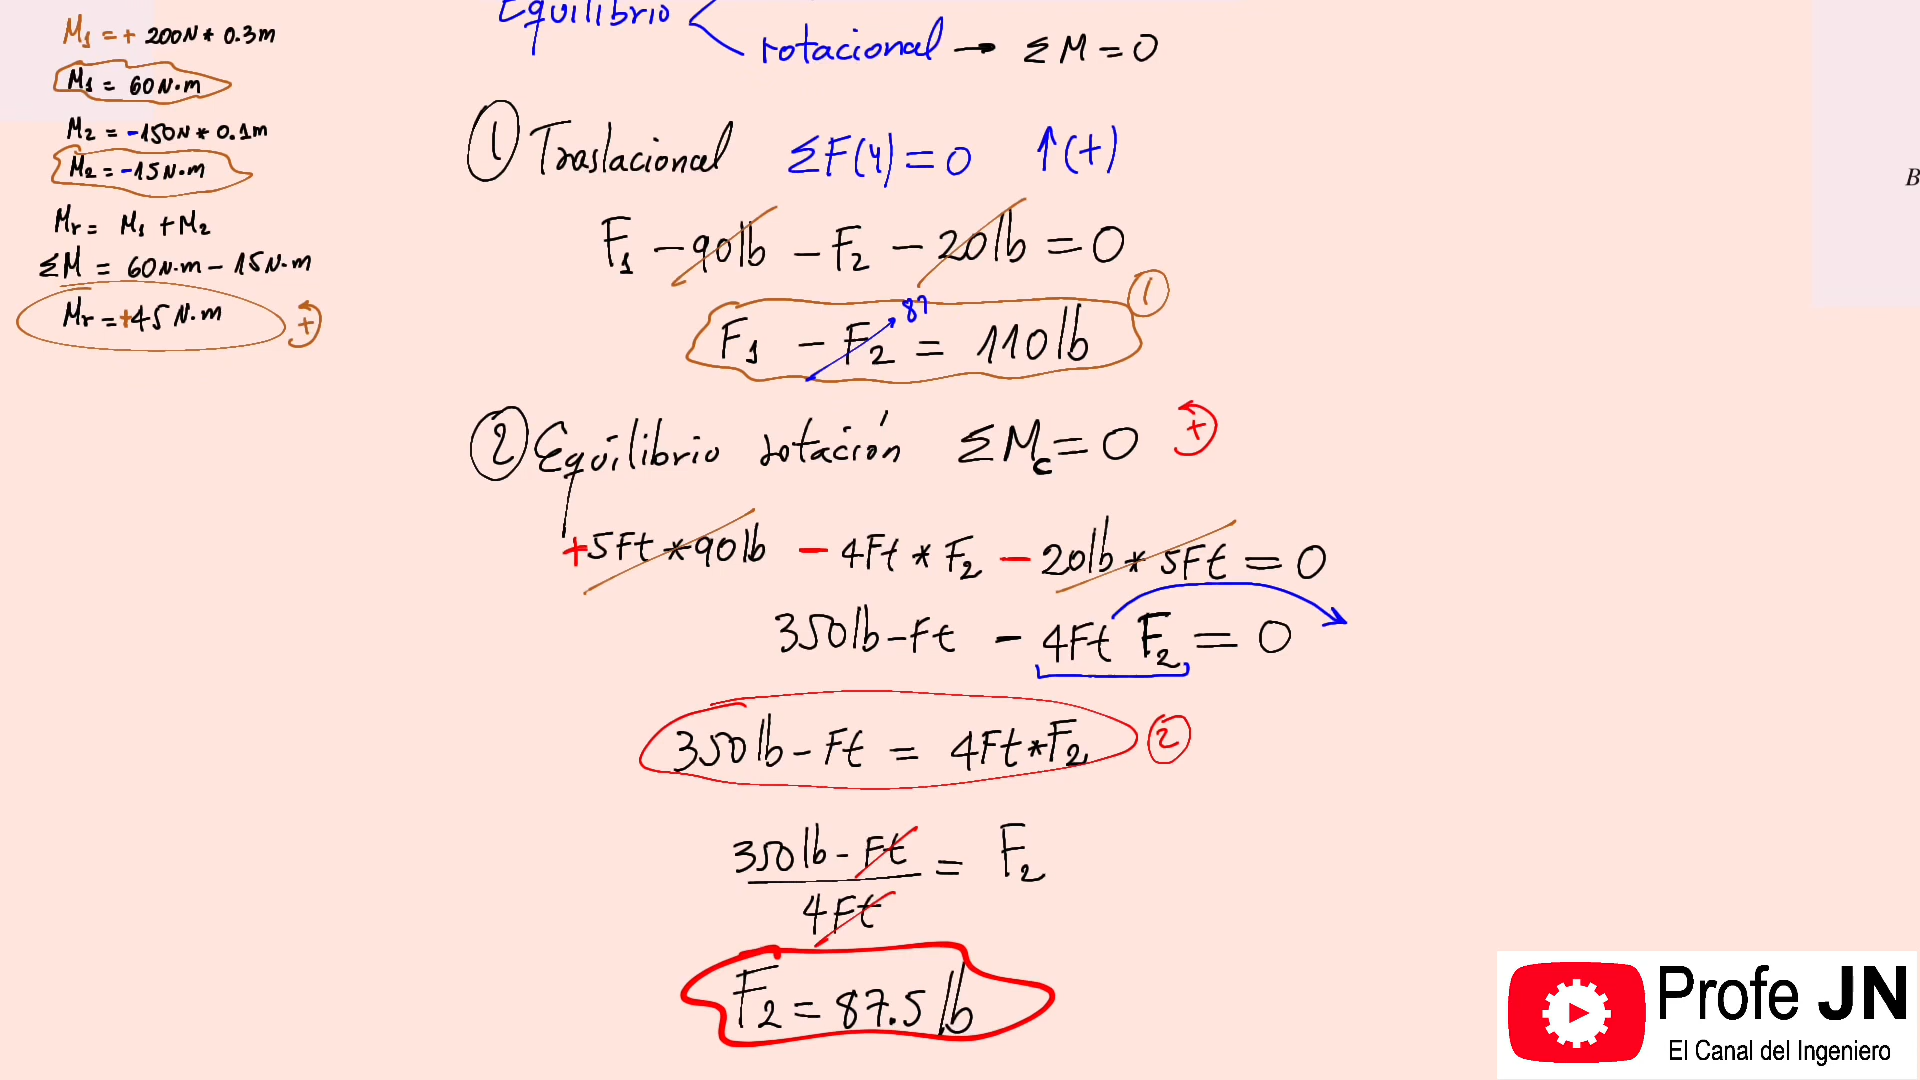 M1 = + 200N * 0.3m
M1 = 60N·m
M2 = -150N * 0.1m
M2 = -15N·m
Mr = M1 + M2
ΣM = 60N·m - 15N·m
Mr = +45N·m +
Equilibrio
rotacional → ΣM = 0
1 Traslacional ΣF(y) = 0 ↑(+)
F1 - 90lb - F2 - 20lb = 0
1
87
F1 - F2 = 110lb
2 Equilibrio rotación ΣMc = 0 +
+5Ft * 90lb - 4Ft * F2 - 20lb * 5Ft = 0
350lb-Ft - 4Ft F2 = 0
350lb-Ft = 4Ft*F2 2
350lb-Ft = F2
4Ft
F2 = 87.5lb
B
Profe JN
El Canal del Ingeniero